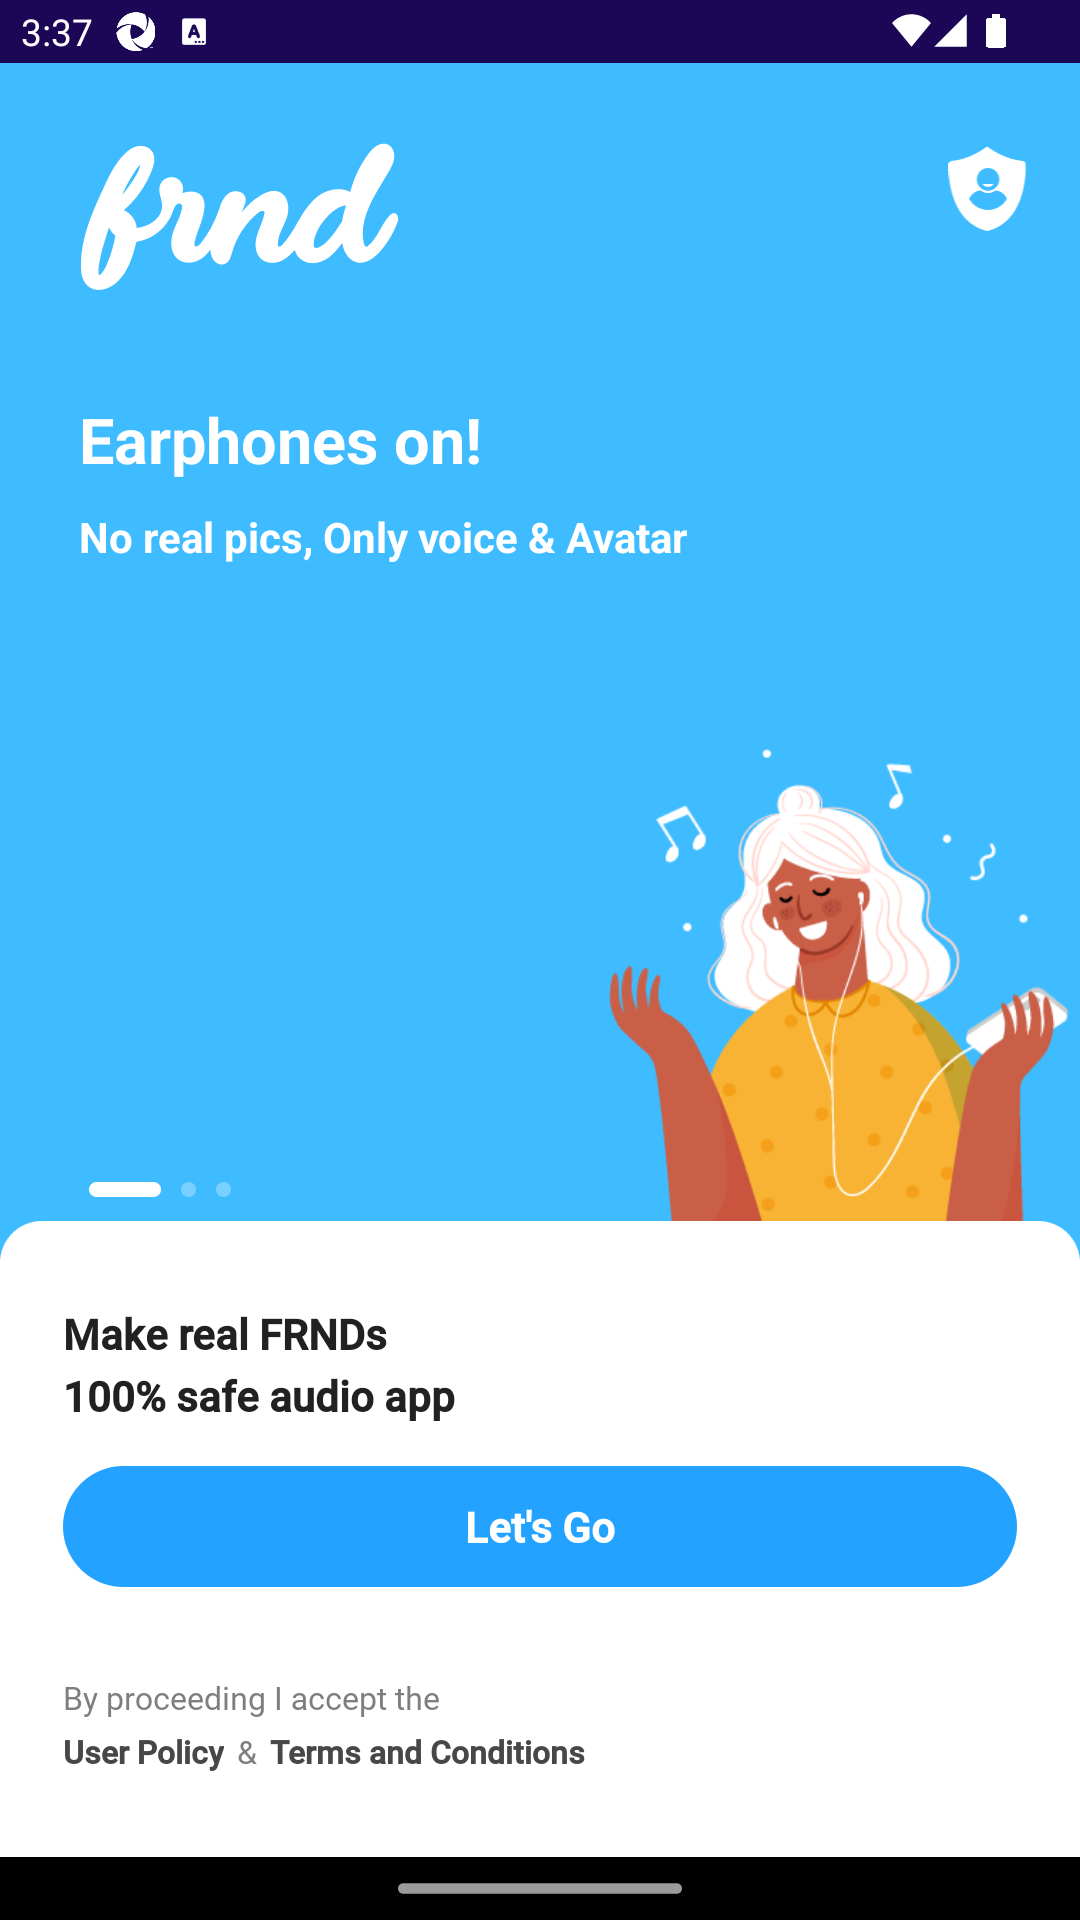 3:37
frnd
Earphones on!
No real pics, Only voice & Avatar
Make real FRNDs
100% safe audio app
Let's Go
By proceeding I accept the
User Policy & Terms and Conditions